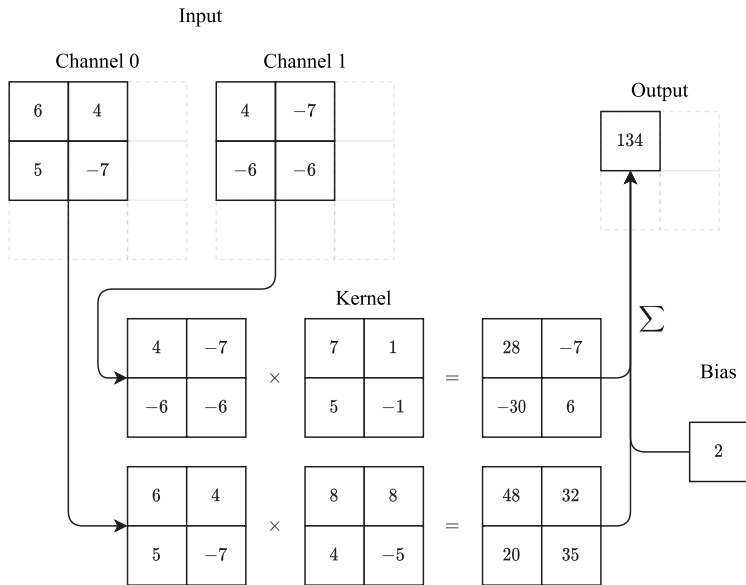 Input
Channel 0 Channel 1
Output
6 4 4 −7
134
5 −7 −6 −6
Kernel
∑
4 −7 7 1 28 −7
× =
Bias
−6 −6 5 −1 −30 6
2
6 4 8 8 48 32
× =
5 −7 4 −5 20 35